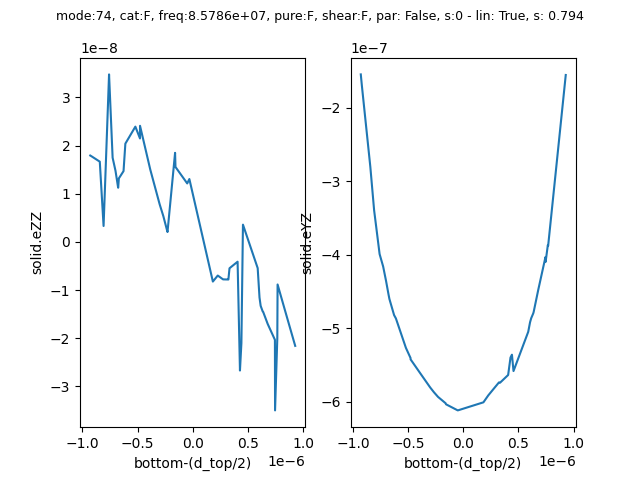 mode:74, cat:F, freq:8.5786e+07, pure:F, shear:F, par: False, s:0 - lin: True, s: 0.794
1e−8
3
2
1
0
−1
−2
−3
solid.eZZ
−1.0 −0.5 0.0 0.5 1.0
bottom-(d_top/2) 1e−6
1e−7
−2
−3
−4
−5
−6
solid.eYZ
−1.0 −0.5 0.0 0.5 1.0
bottom-(d_top/2) 1e−6